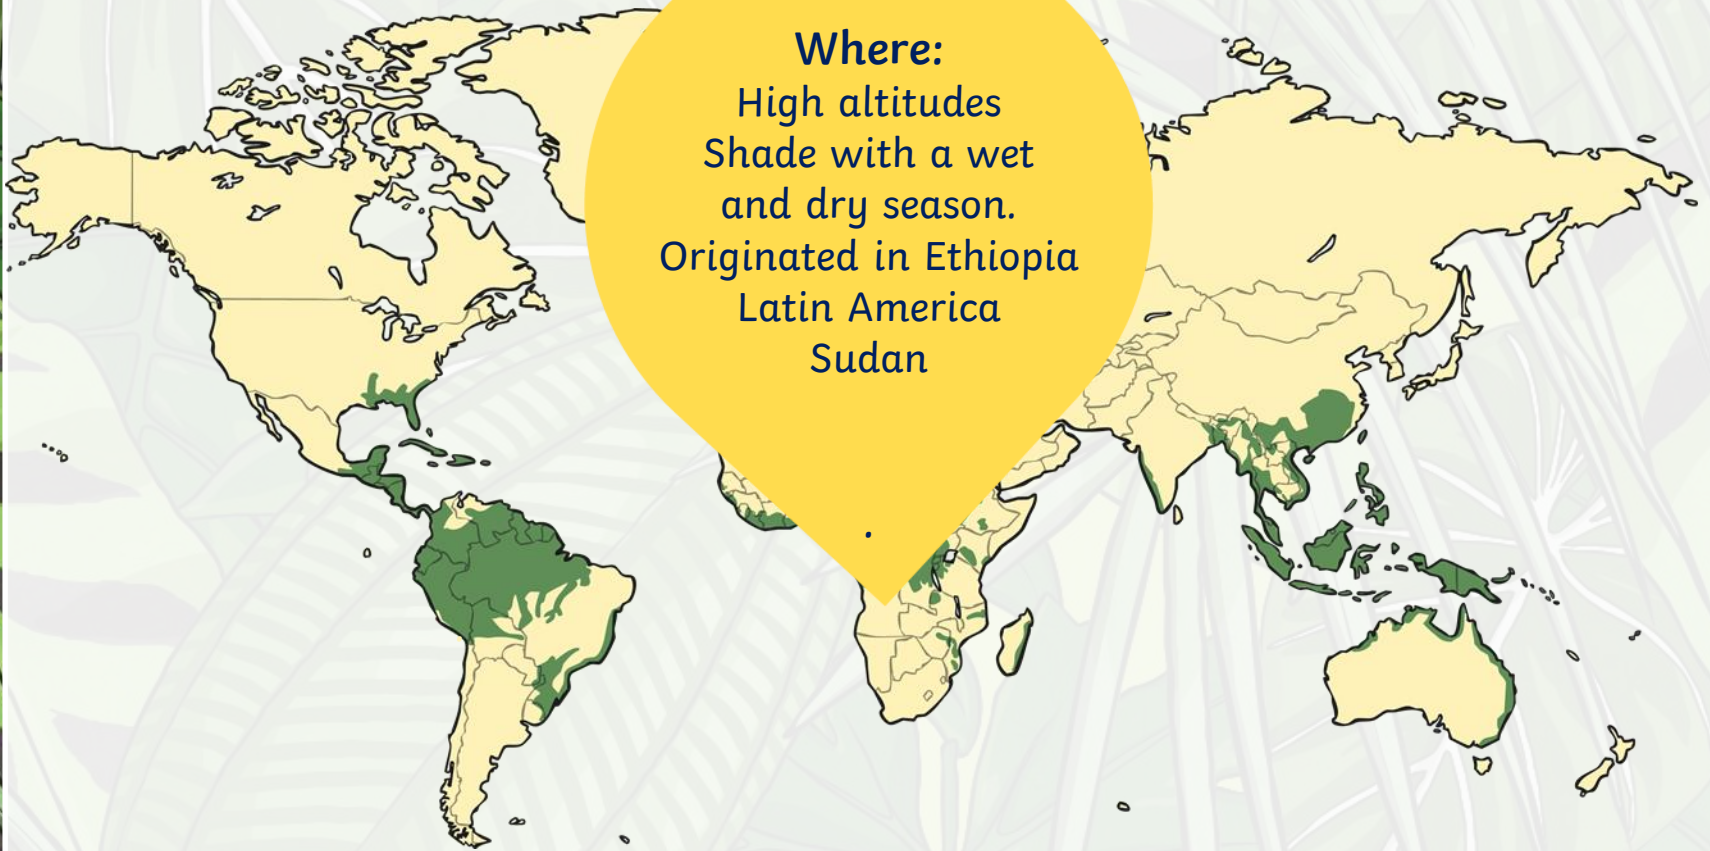 Where:
High altitudes
Shade with a wet
and dry season.
Originated in Ethiopia
Latin America
Sudan
.